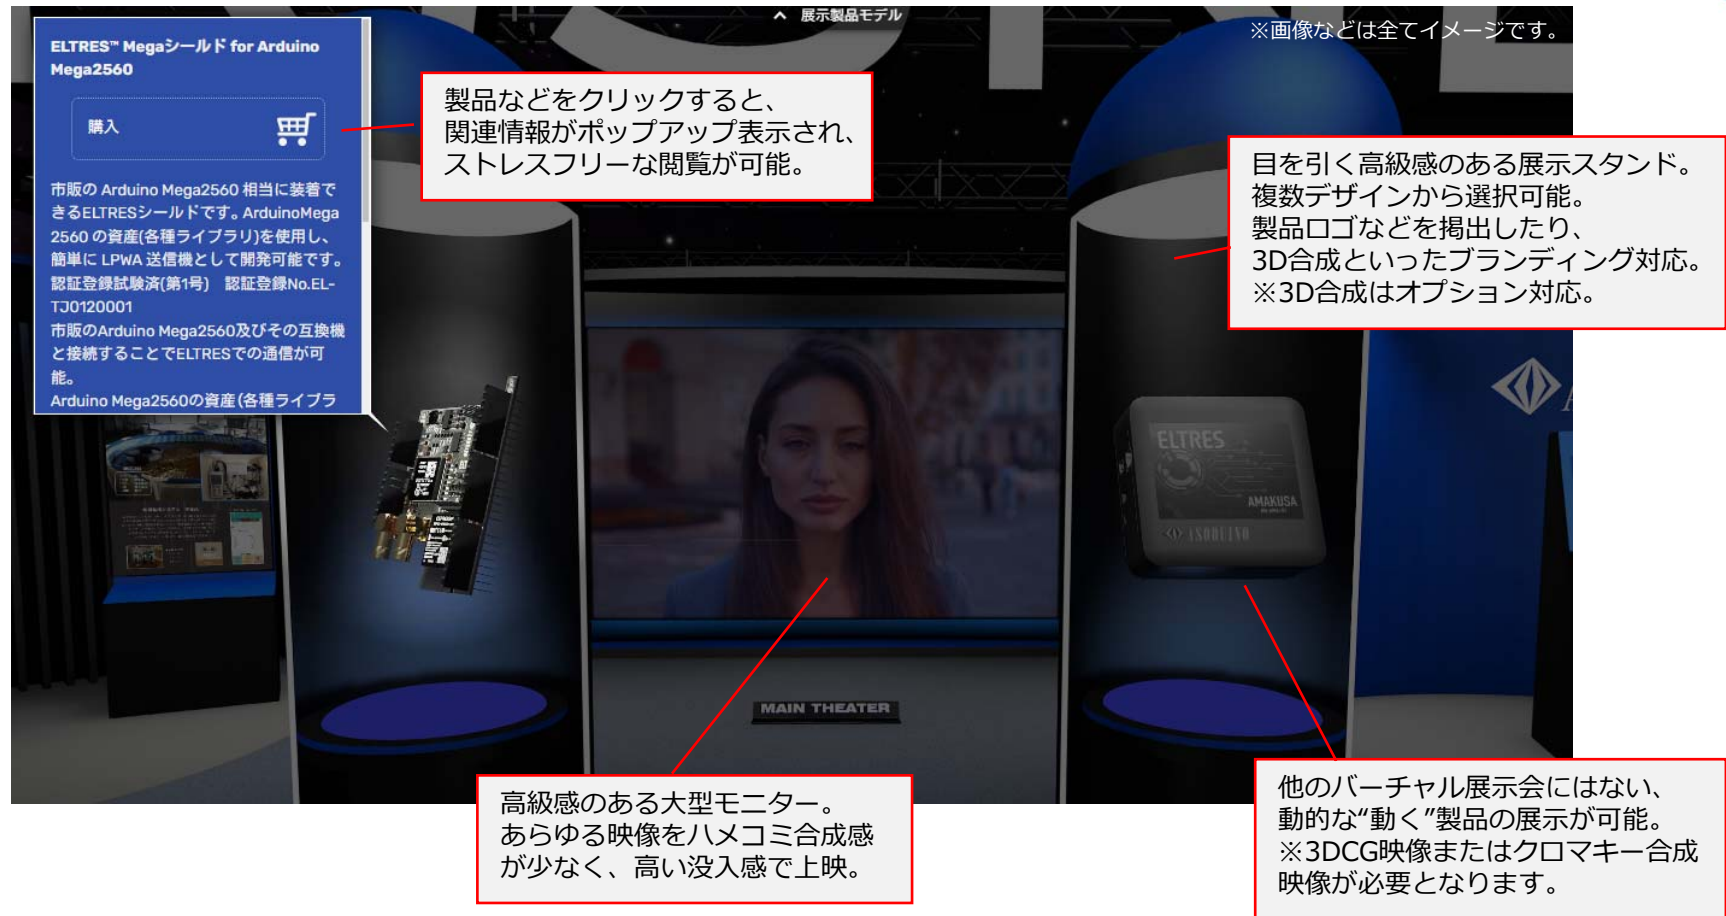 展示製品モデル
※画像などは全てイメージです。
ELTRES™ Megaシールド for Arduino
Mega2560
購入
市販の Arduino Mega2560 相当に装着で
きるELTRESシールドです。ArduinoMega
2560 の資産(各種ライブラリ)を使用し、
簡単に LPWA 送信機として開発可能です。
認証登録試験済(第1号)　認証登録No.EL-
TJ0120001
市販のArduino Mega2560及びその互換機
と接続することでELTRESでの通信が可
能。
Arduino Mega2560の資産(各種ライブラ
製品などをクリックすると、
関連情報がポップアップ表示され、
ストレスフリーな閲覧が可能。
目を引く高級感のある展示スタンド。
複数デザインから選択可能。
製品ロゴなどを掲出したり、
3D合成といったブランディング対応。
※3D合成はオプション対応。
ELTRES
AMAKUSA
ASODUINO
MAIN THEATER
高級感のある大型モニター。
あらゆる映像をハメコミ合成感
が少なく、高い没入感で上映。
他のバーチャル展示会にはない、
動的な“動く”製品の展示が可能。
※3DCG映像またはクロマキー合成
映像が必要となります。